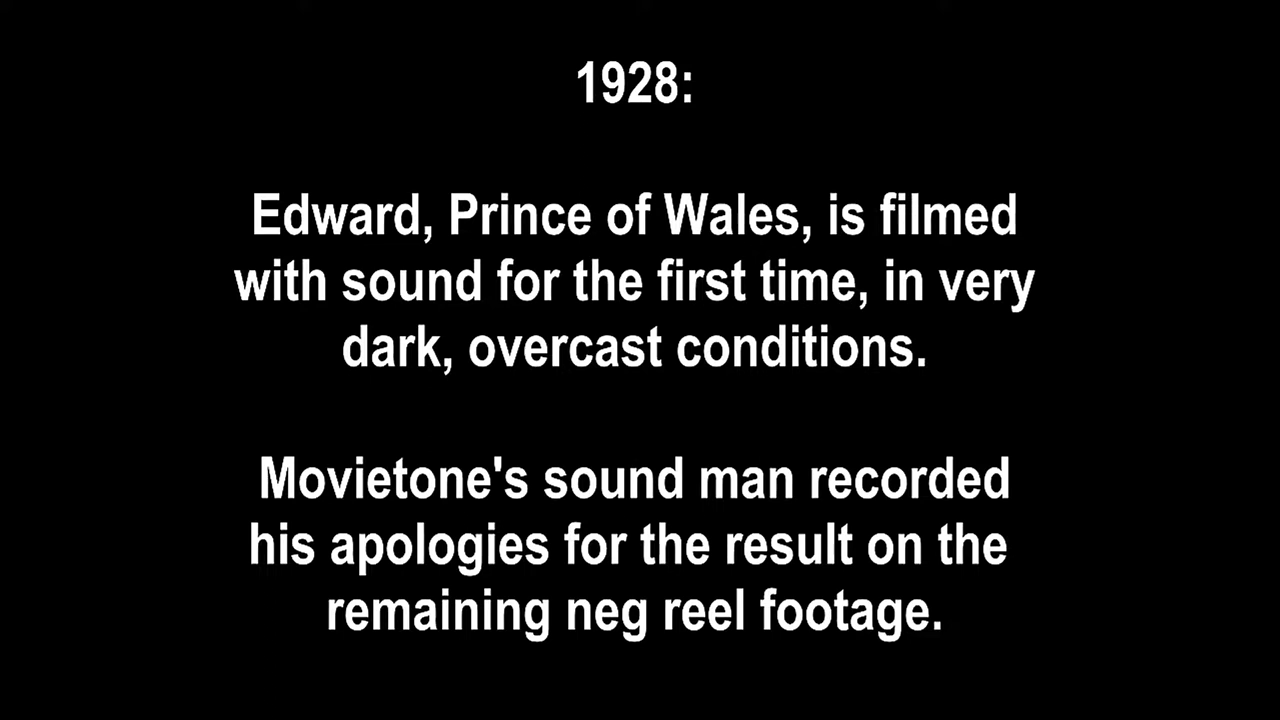 1928:
Edward, Prince of Wales, is filmed
with sound for the first time, in very
dark, overcast conditions.
Movietone's sound man recorded
his apologies for the result on the
remaining neg reel footage.